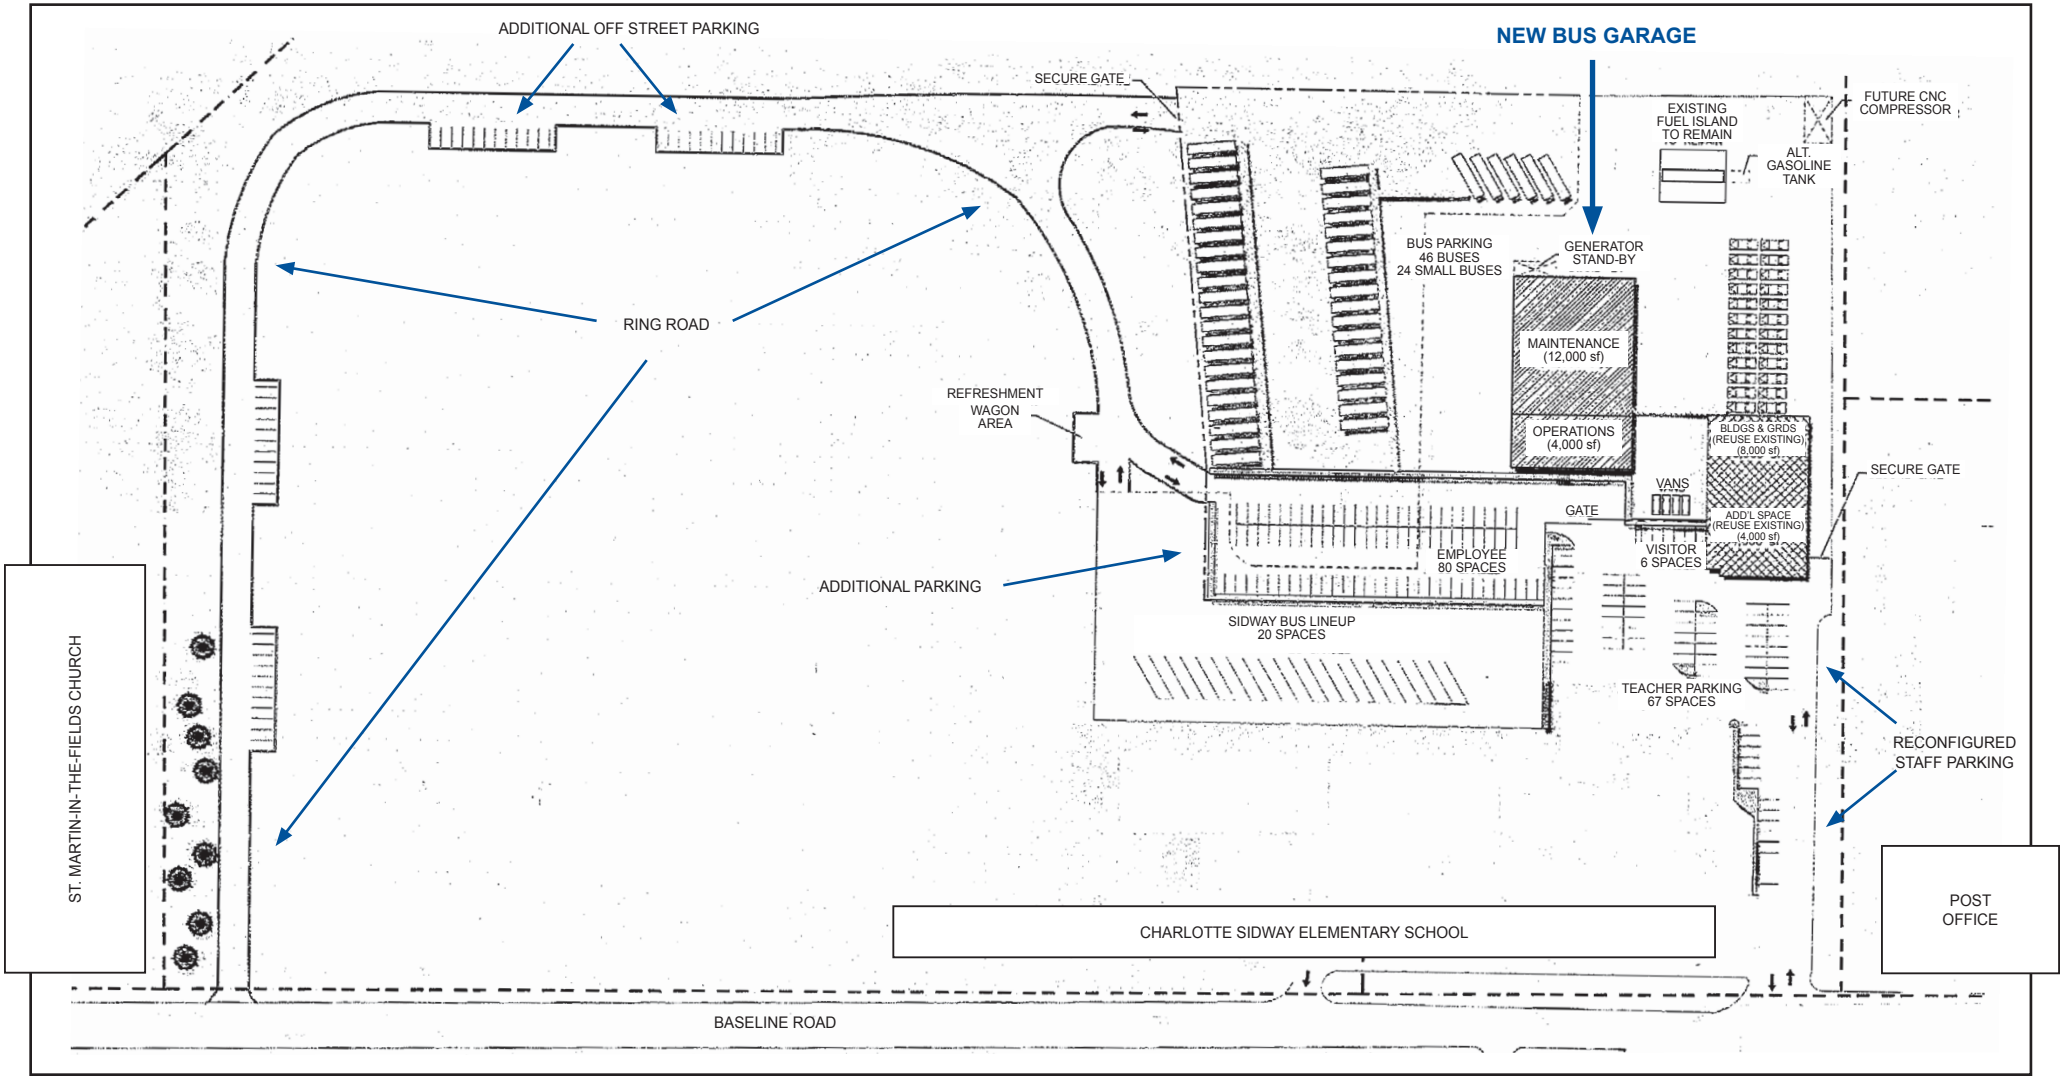 ADDITIONAL OFF STREET PARKING
NEW BUS GARAGE
SECURE GATE
EXISTING
FUEL ISLAND
TO REMAIN
FUTURE CNC
COMPRESSOR
ALT.
GASOLINE
TANK
BUS PARKING
46 BUSES
24 SMALL BUSES
GENERATOR
STAND-BY
RING ROAD
MAINTENANCE
(12,000 sf)
REFRESHMENT
WAGON
AREA
OPERATIONS
(4,000 sf)
BLDGS & GRDS
(REUSE EXISTING)
(8,000 sf)
SECURE GATE
VANS
GATE
ADD'L SPACE
(REUSE EXISTING)
(4,000 sf)
EMPLOYEE
80 SPACES
VISITOR
6 SPACES
ADDITIONAL PARKING
SIDWAY BUS LINEUP
20 SPACES
TEACHER PARKING
67 SPACES
RECONFIGURED
STAFF PARKING
ST. MARTIN-IN-THE-FIELDS CHURCH
POST
OFFICE
CHARLOTTE SIDWAY ELEMENTARY SCHOOL
BASELINE ROAD